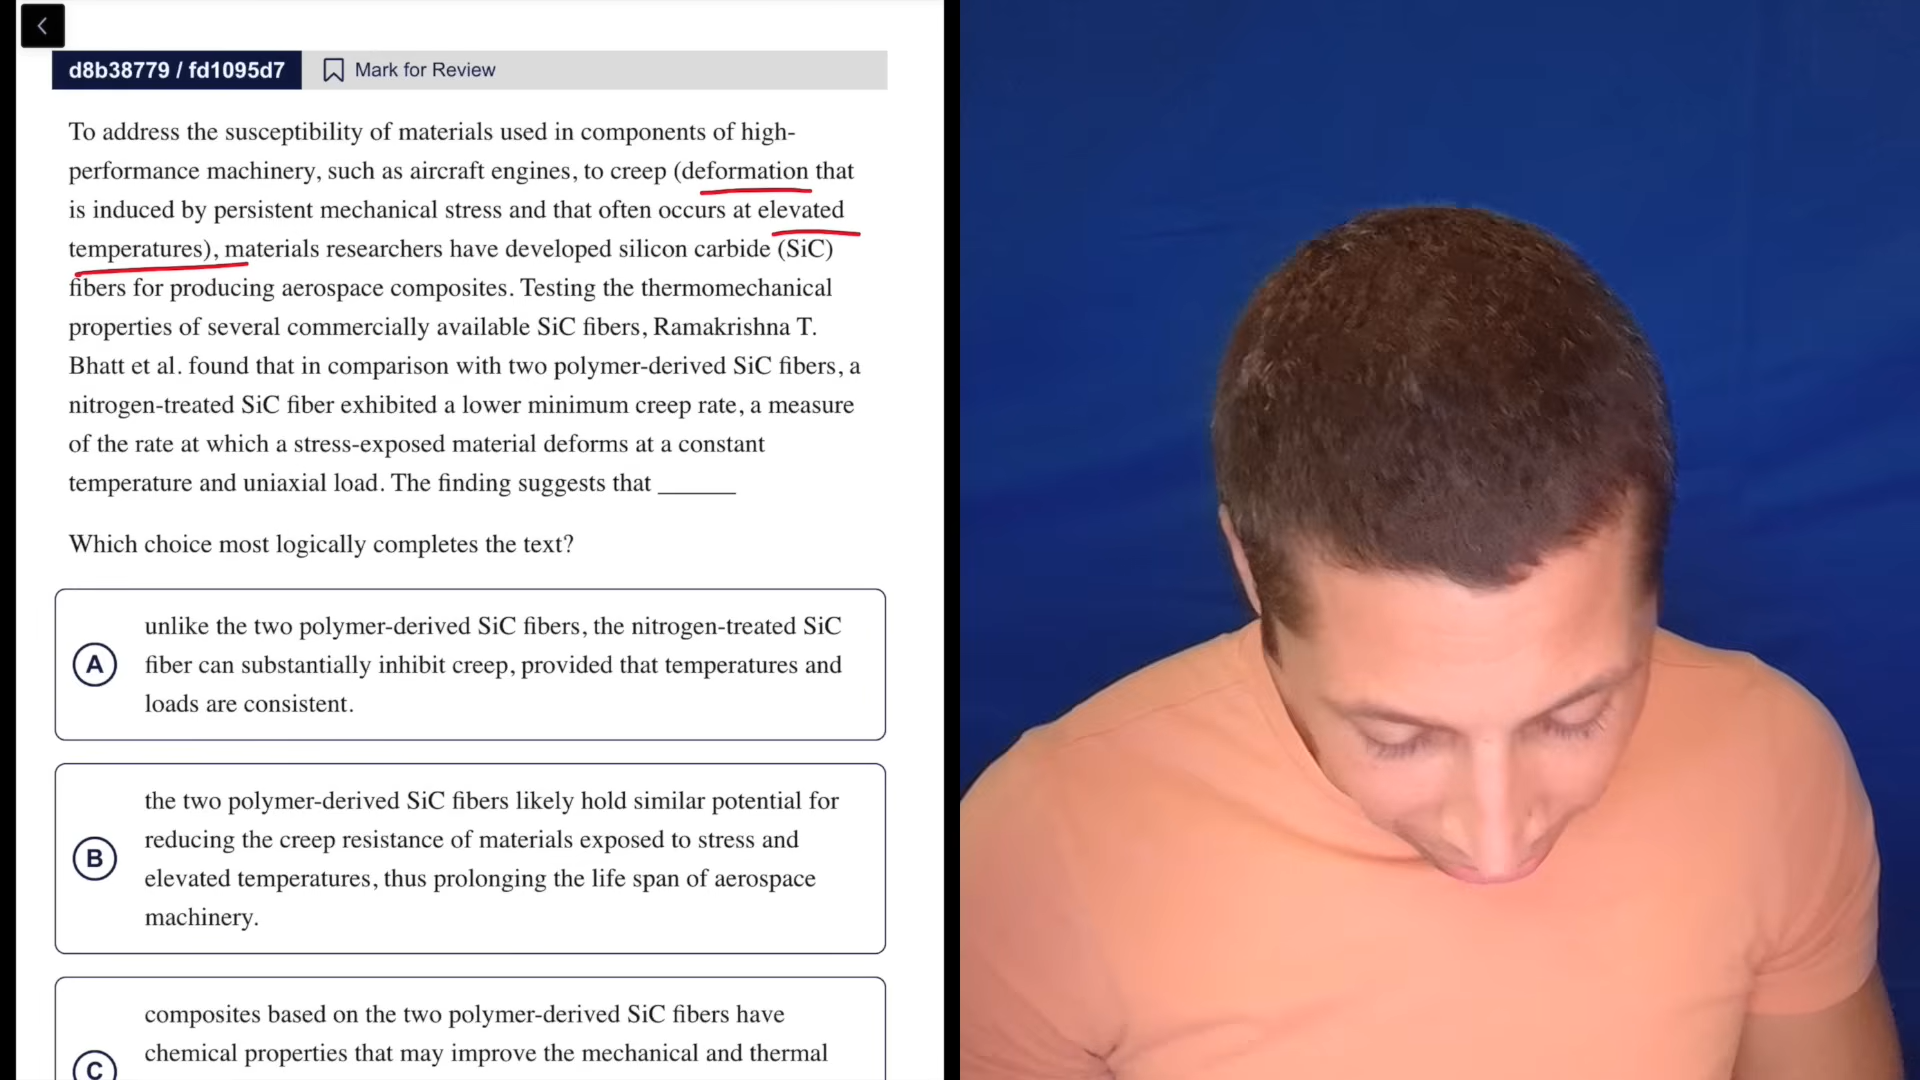 d8b38779 / fd1095d7
Mark for Review
To address the susceptibility of materials used in components of high-
performance machinery, such as aircraft engines, to creep (deformation that
is induced by persistent mechanical stress and that often occurs at elevated
temperatures), materials researchers have developed silicon carbide (SiC)
fibers for producing aerospace composites. Testing the thermomechanical
properties of several commercially available SiC fibers, Ramakrishna T.
Bhatt et al. found that in comparison with two polymer-derived SiC fibers, a
nitrogen-treated SiC fiber exhibited a lower minimum creep rate, a measure
of the rate at which a stress-exposed material deforms at a constant
temperature and uniaxial load. The finding suggests that ______
Which choice most logically completes the text?
A
unlike the two polymer-derived SiC fibers, the nitrogen-treated SiC
fiber can substantially inhibit creep, provided that temperatures and
loads are consistent.
B
the two polymer-derived SiC fibers likely hold similar potential for
reducing the creep resistance of materials exposed to stress and
elevated temperatures, thus prolonging the life span of aerospace
machinery.
C
composites based on the two polymer-derived SiC fibers have
chemical properties that may improve the mechanical and thermal